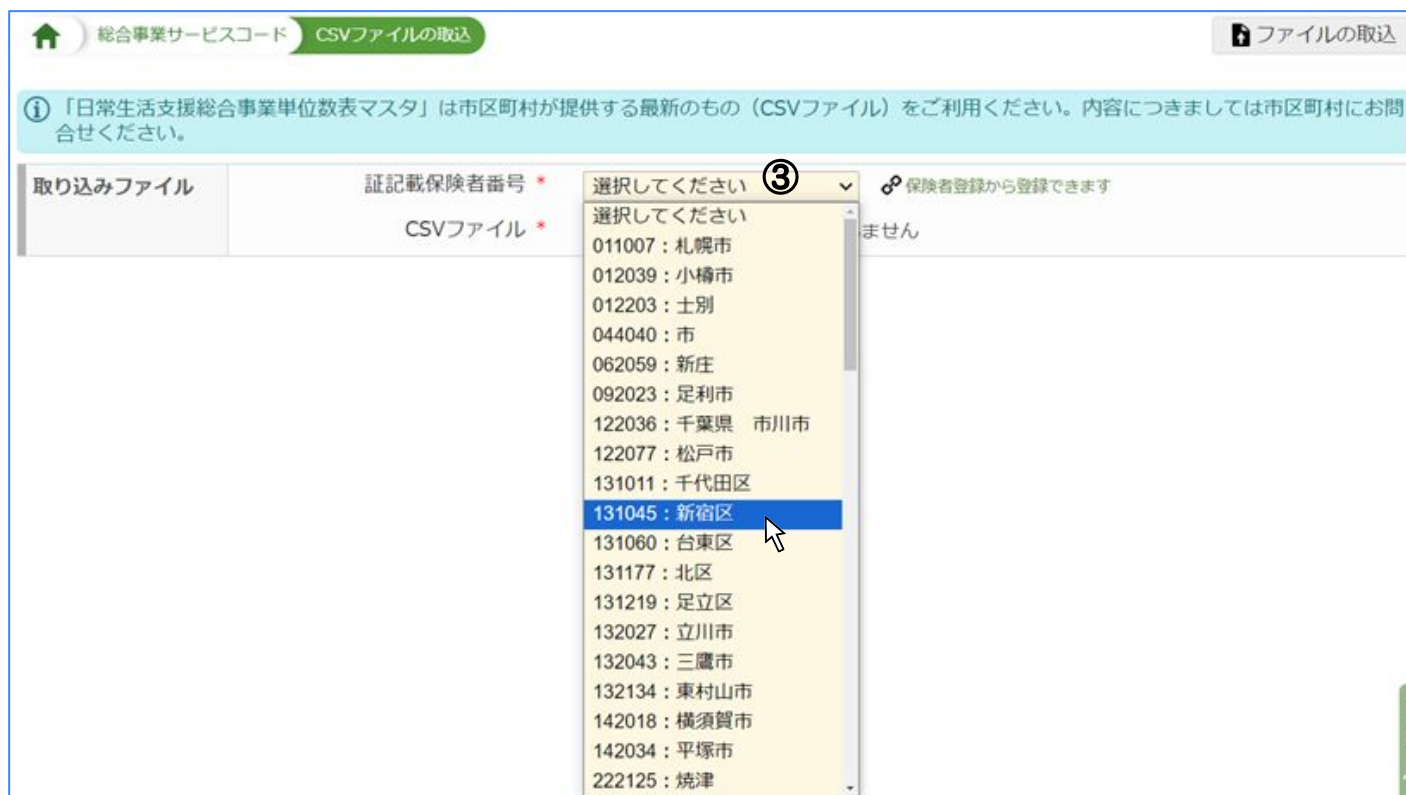 総合事業サービスコード CSVファイルの取込 ファイルの取込
「日常生活支援総合事業単位数表マスタ」は市区町村が提供する最新のもの（CSVファイル）をご利用ください。内容につきましては市区町村にお問
合せください。
取り込みファイル 証記載保険者番号 * 選択してください ③ 保険者登録から登録できます
選択してください
CSVファイル * ません
011007：札幌市
012039：小樽市
012203：士別
044040：市
062059：新庄
092023：足利市
122036：千葉県　市川市
122077：松戸市
131011：千代田区
131045：新宿区
131060：台東区
131177：北区
131219：足立区
132027：立川市
132043：三鷹市
132134：東村山市
142018：横須賀市
142034：平塚市
222125：焼津